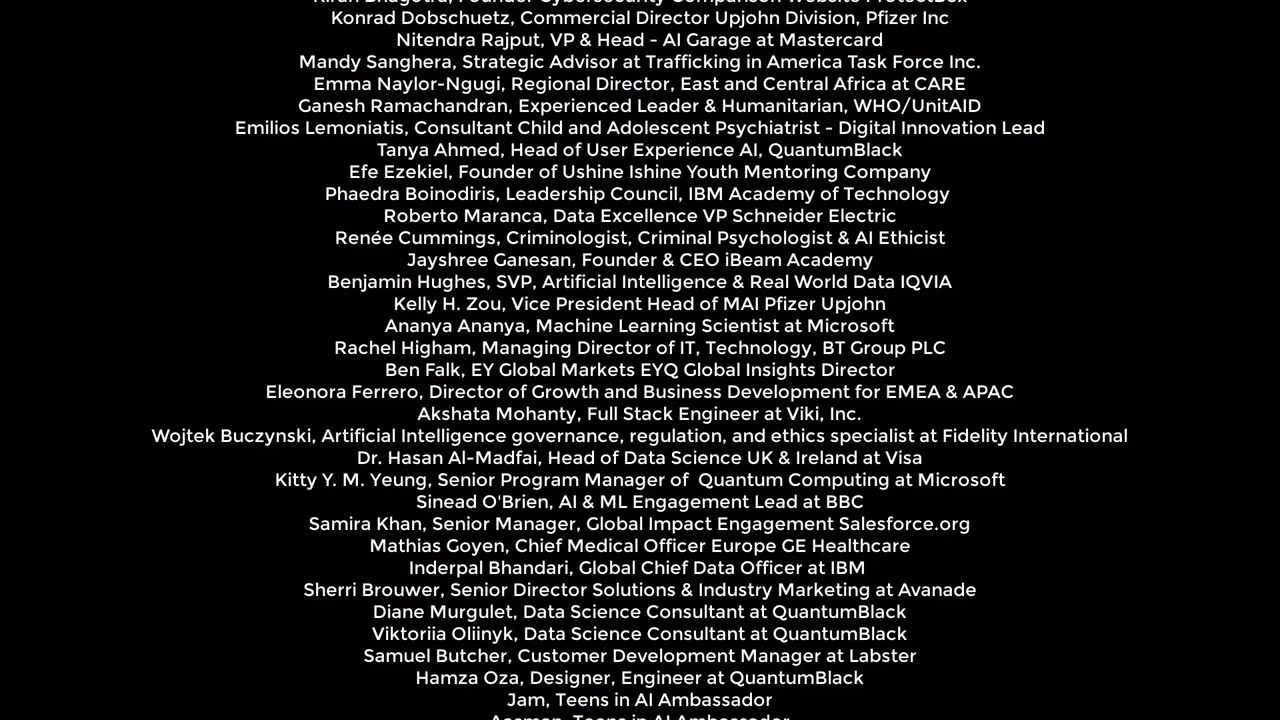 Kiran Bhagotra, Founder Cybersecurity Comparison Website ProtectBox
Konrad Dobschuetz, Commercial Director Upjohn Division, Pfizer Inc
Nitendra Rajput, VP & Head - AI Garage at Mastercard
Mandy Sanghera, Strategic Advisor at Trafficking in America Task Force Inc.
Emma Naylor-Ngugi, Regional Director, East and Central Africa at CARE
Ganesh Ramachandran, Experienced Leader & Humanitarian, WHO/UnitAID
Emilios Lemoniatis, Consultant Child and Adolescent Psychiatrist - Digital Innovation Lead
Tanya Ahmed, Head of User Experience AI, QuantumBlack
Efe Ezekiel, Founder of Ushine Ishine Youth Mentoring Company
Phaedra Boinodiris, Leadership Council, IBM Academy of Technology
Roberto Maranca, Data Excellence VP Schneider Electric
Renée Cummings, Criminologist, Criminal Psychologist & AI Ethicist
Jayshree Ganesan, Founder & CEO iBeam Academy
Benjamin Hughes, SVP, Artificial Intelligence & Real World Data IQVIA
Kelly H. Zou, Vice President Head of MAI Pfizer Upjohn
Ananya Ananya, Machine Learning Scientist at Microsoft
Rachel Higham, Managing Director of IT, Technology, BT Group PLC
Ben Falk, EY Global Markets EYQ Global Insights Director
Eleonora Ferrero, Director of Growth and Business Development for EMEA & APAC
Akshata Mohanty, Full Stack Engineer at Viki, Inc.
Wojtek Buczynski, Artificial Intelligence governance, regulation, and ethics specialist at Fidelity International
Dr. Hasan Al-Madfai, Head of Data Science UK & Ireland at Visa
Kitty Y. M. Yeung, Senior Program Manager of  Quantum Computing at Microsoft
Sinead O'Brien, AI & ML Engagement Lead at BBC
Samira Khan, Senior Manager, Global Impact Engagement Salesforce.org
Mathias Goyen, Chief Medical Officer Europe GE Healthcare
Inderpal Bhandari, Global Chief Data Officer at IBM
Sherri Brouwer, Senior Director Solutions & Industry Marketing at Avanade
Diane Murgulet, Data Science Consultant at QuantumBlack
Viktoriia Oliinyk, Data Science Consultant at QuantumBlack
Samuel Butcher, Customer Development Manager at Labster
Hamza Oza, Designer, Engineer at QuantumBlack
Jam, Teens in AI Ambassador
Teens in AI Ambassador